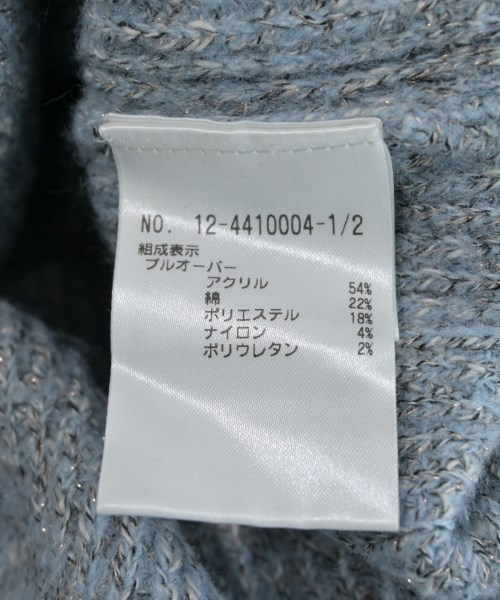 NO. 12-4410004-1/2
組成表示
プルオーバー
アクリル 54%
綿 22%
ポリエステル 18%
ナイロン 4%
ポリウレタン 2%